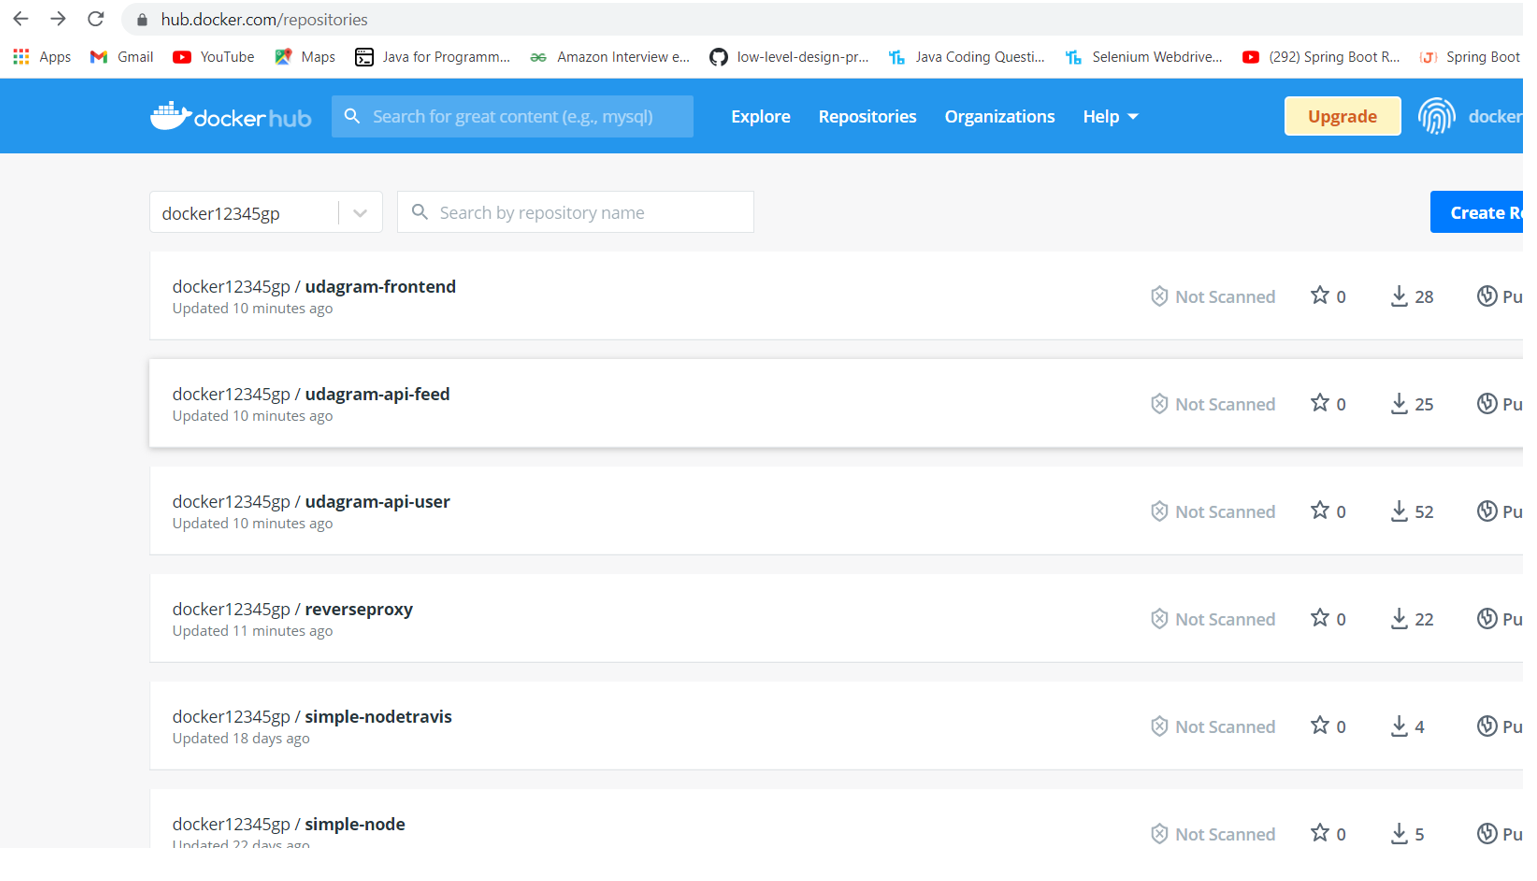 hub.docker.com/repositories
Apps Gmail YouTube Maps Java for Programm... Amazon Interview e... low-level-design-pr... Java Coding Questi... Selenium Webdrive... (292) Spring Boot R... Spring Boot
docker hub Search for great content (e.g., mysql) Explore Repositories Organizations Help Upgrade docker
docker12345gp Search by repository name Create Re
docker12345gp / udagram-frontend
Updated 10 minutes ago
Not Scanned 0 28 Pu
docker12345gp / udagram-api-feed
Updated 10 minutes ago
Not Scanned 0 25 Pu
docker12345gp / udagram-api-user
Updated 10 minutes ago
Not Scanned 0 52 Pu
docker12345gp / reverseproxy
Updated 11 minutes ago
Not Scanned 0 22 Pu
docker12345gp / simple-nodetravis
Updated 18 days ago
Not Scanned 0 4 Pu
docker12345gp / simple-node
Updated 22 days ago
Not Scanned 0 5 Pu